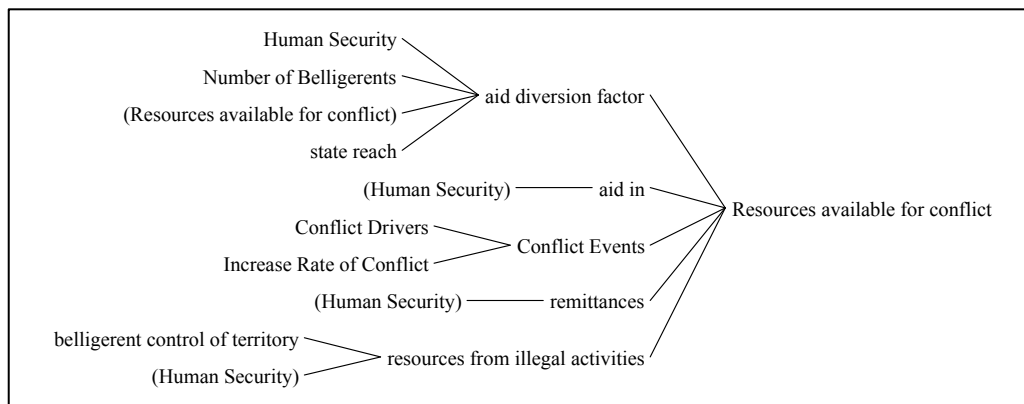 Human Security
Number of Belligerents
(Resources available for conflict)
state reach
aid diversion factor
(Human Security)
aid in
Conflict Drivers
Increase Rate of Conflict
Conflict Events
(Human Security)
remittances
belligerent control of territory
(Human Security)
resources from illegal activities
Resources available for conflict